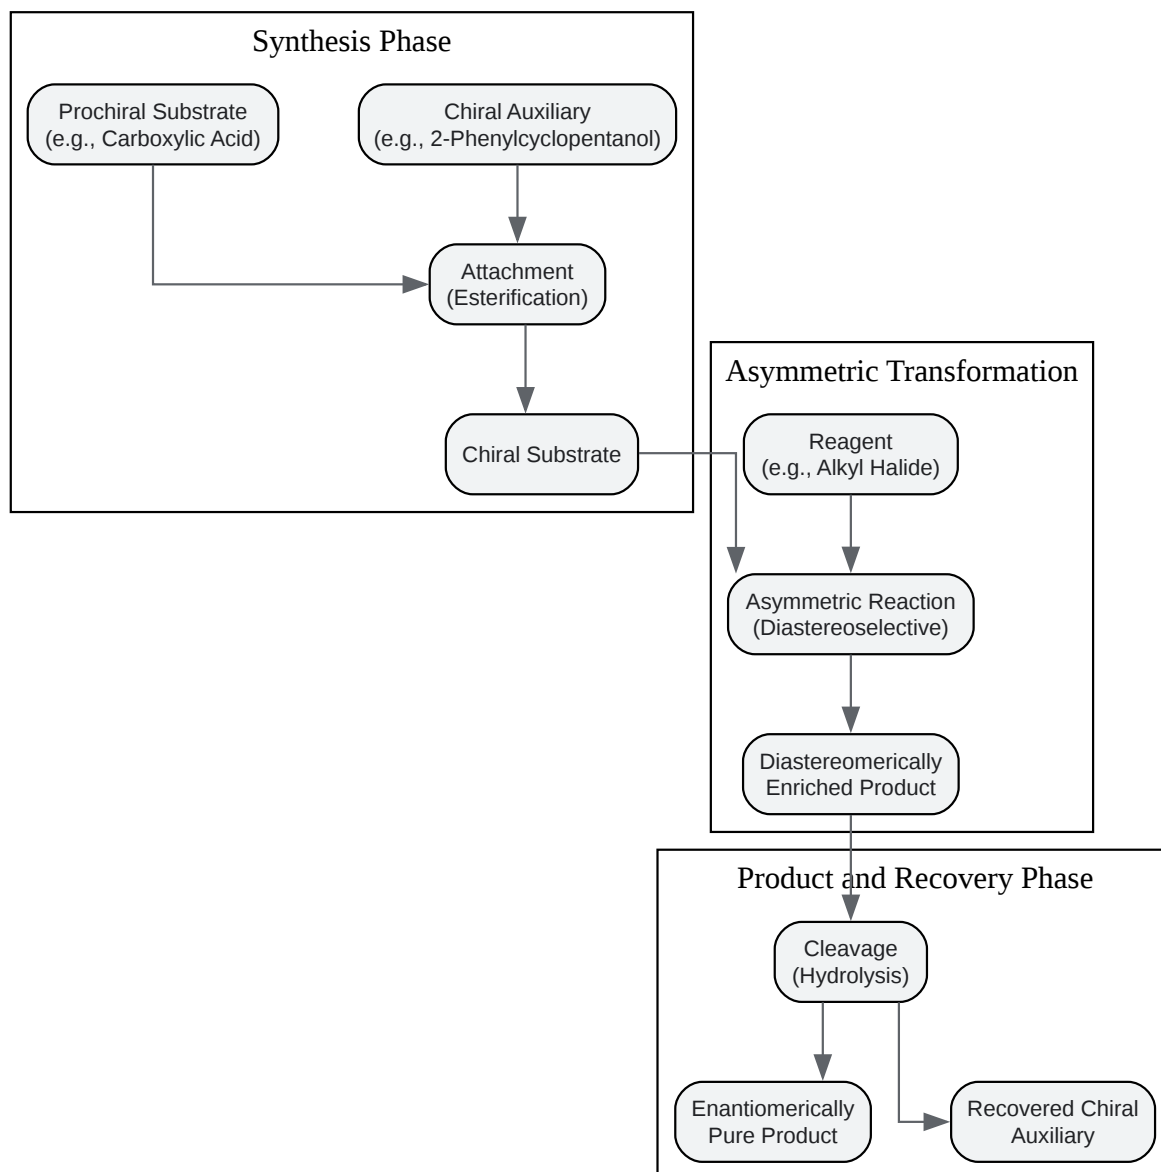 Synthesis Phase
Prochiral Substrate
(e.g., Carboxylic Acid)
Chiral Auxiliary
(e.g., 2-Phenylcyclopentanol)
Attachment
(Esterification)
Chiral Substrate
Asymmetric Transformation
Reagent
(e.g., Alkyl Halide)
Asymmetric Reaction
(Diastereoselective)
Diastereomerically
Enriched Product
Product and Recovery Phase
Cleavage
(Hydrolysis)
Enantiomerically
Pure Product
Recovered Chiral
Auxiliary